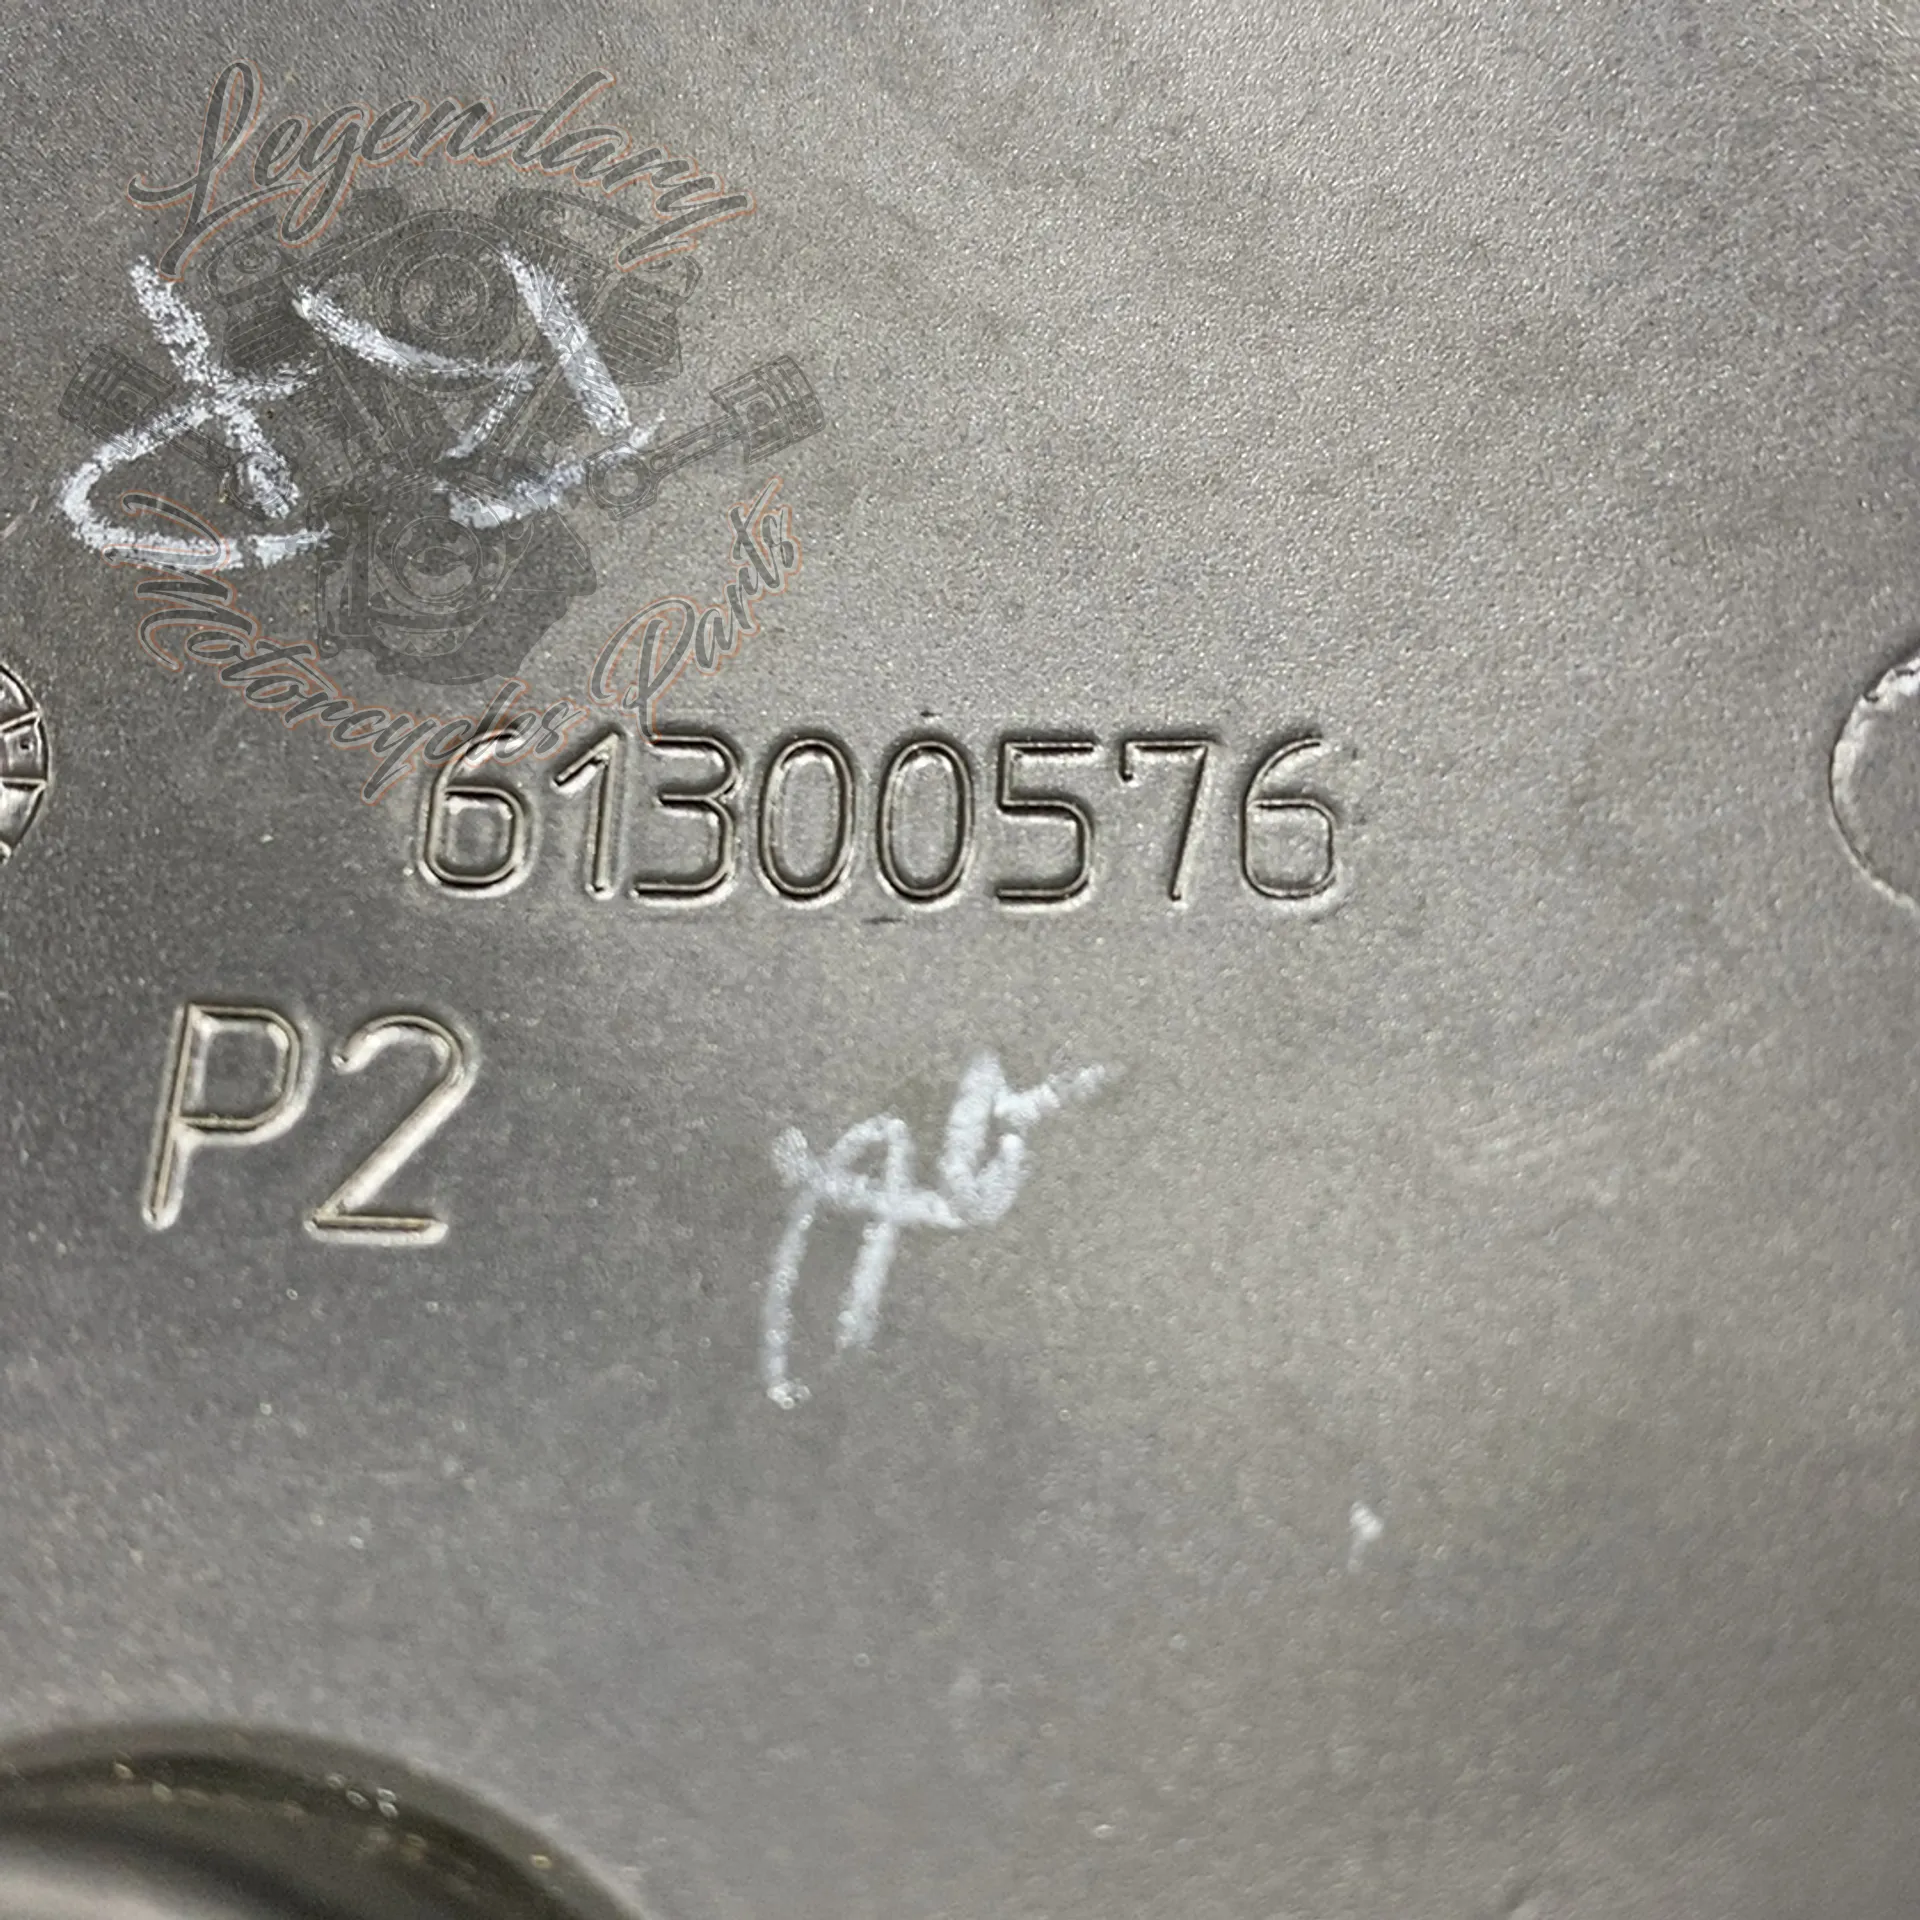 Legendary
Motorcycles Parts
61300576
P2